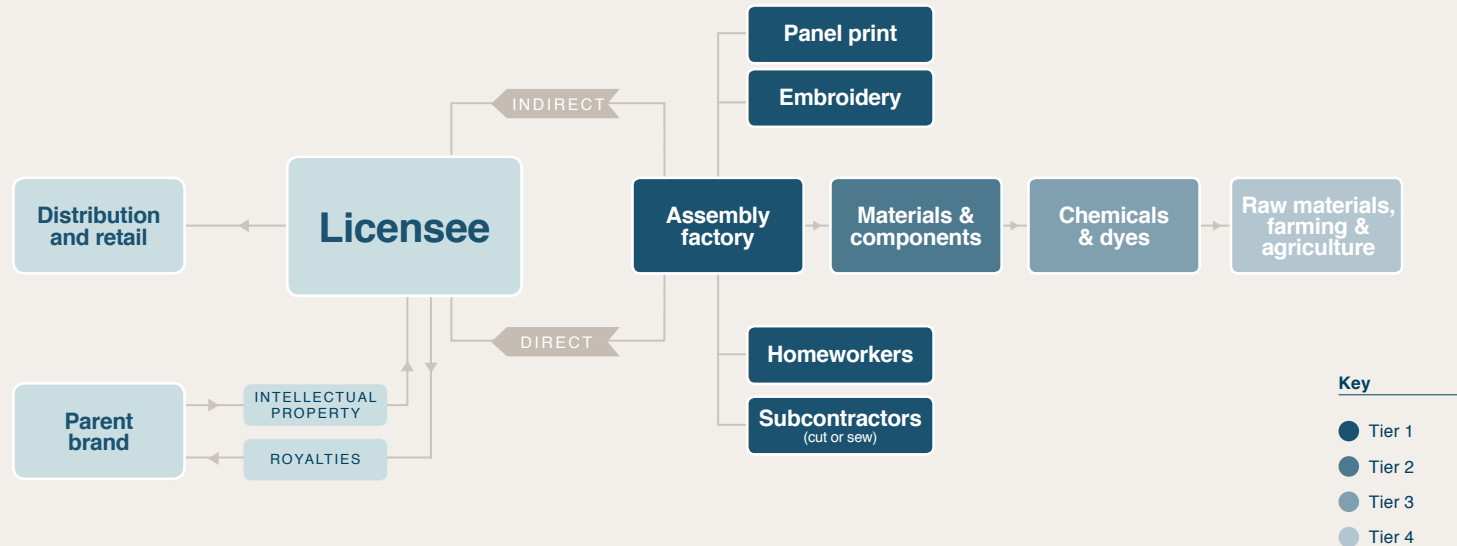 Panel print
Embroidery
INDIRECT
Distribution
and retail
Licensee
Assembly
factory
Materials &
components
Chemicals
& dyes
Raw materials,
farming &
agriculture
DIRECT
Homeworkers
Subcontractors
(cut or sew)
Parent
brand
INTELLECTUAL
PROPERTY
ROYALTIES
Key
Tier 1
Tier 2
Tier 3
Tier 4